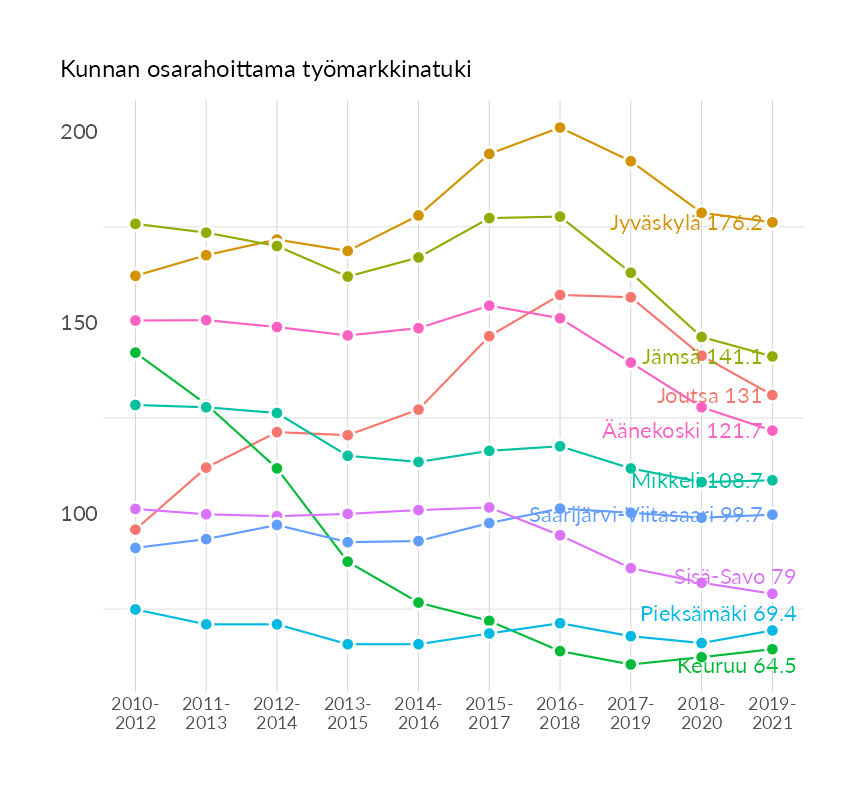 Kunnan osarahoittama työmarkkinatuki
200
150
100
Jyväskylä 176.2
Jämsä 141.1
Joutsa 131
Äänekoski 121.7
Mikkeli 108.7
Saarijärvi-Viitasaari 99.7
Sisä-Savo 79
Pieksämäki 69.4
Keuruu 64.5
2010- 2011- 2012- 2013- 2014- 2015- 2016- 2017- 2018- 2019-
2012 2013 2014 2015 2016 2017 2018 2019 2020 2021